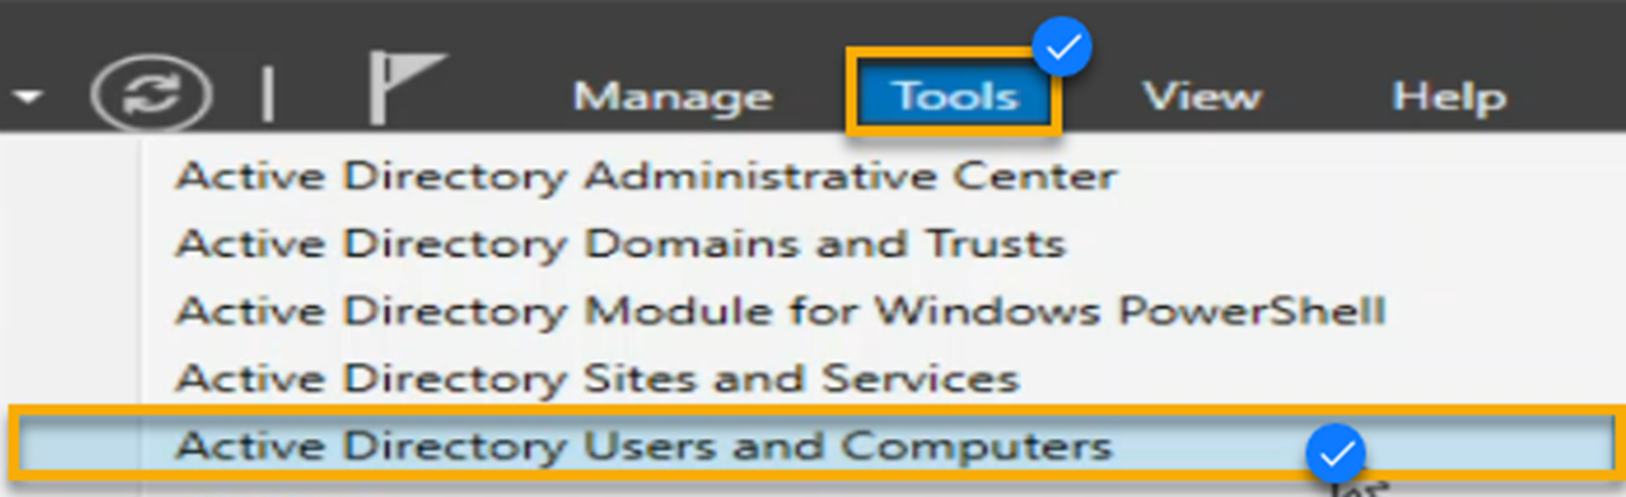 Manage Tools View Help
Active Directory Administrative Center
Active Directory Domains and Trusts
Active Directory Module for Windows PowerShell
Active Directory Sites and Services
Active Directory Users and Computers